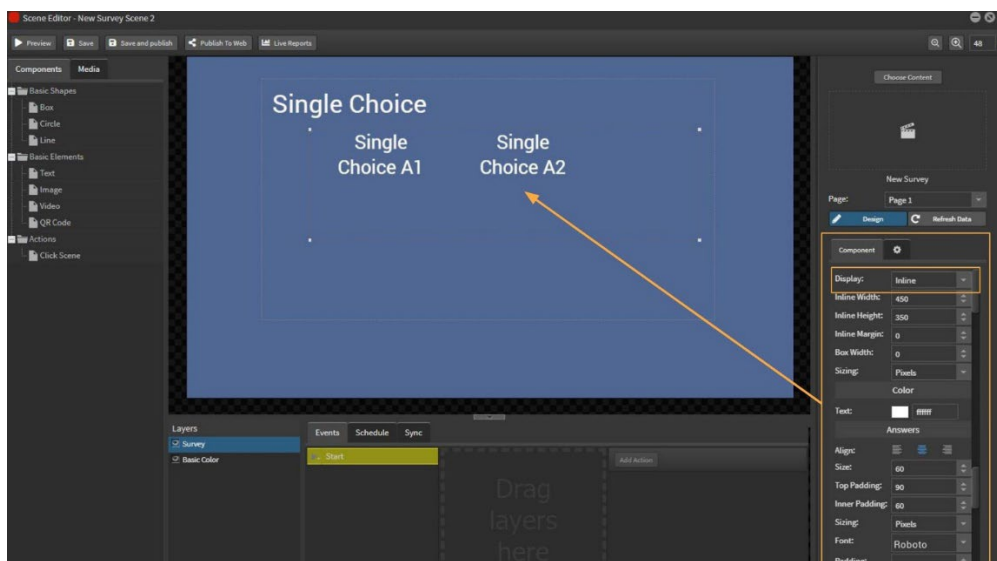 Scene Editor - New Survey Scene 2
Preview
Save
Save and publish
Publish To Web
Live Reports
48
Components
Media
Basic Shapes
Box
Circle
Line
Basic Elements
Text
Image
Video
QR Code
Actions
Click Scene
Single Choice
Single
Choice A1
Single
Choice A2
Layers
Survey
Basic Color
Events
Schedule
Sync
Start
Drag
layers
here
Add Action
Choose Content
New Survey
Page:
Page 1
Design
Refresh Data
Component
Display:
Inline
Inline Width:
450
Inline Height:
350
Inline Margin:
0
Box Width:
0
Sizing:
Pixels
Color
Text:
ffffff
Answers
Align:
Size:
60
Top Padding:
90
Inner Padding:
60
Sizing:
Pixels
Font:
Roboto
Padding: